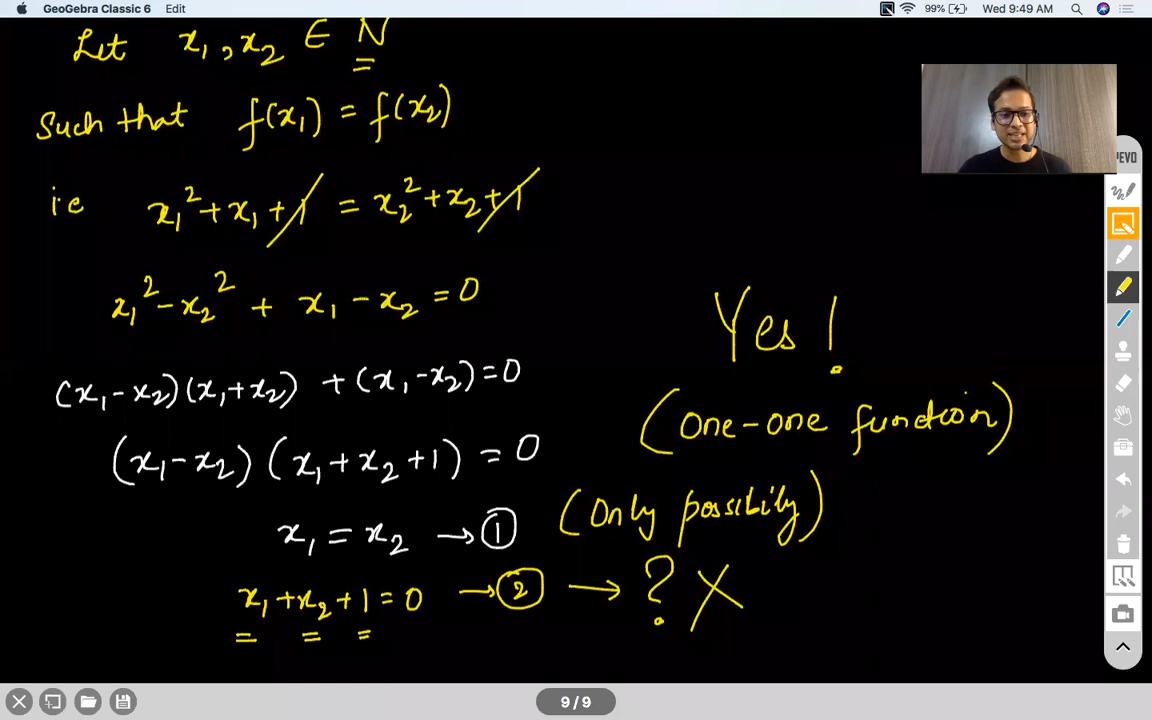 GeoGebra Classic 6 Edit 99% Wed 9:49 AM
Let x₁, x₂ ∈ N
Such that f(x₁) = f(x₂)
i.e x₁² + x₁ + 1 = x₂² + x₂ + 1
x₁² - x₂² + x₁ - x₂ = 0
(x₁ - x₂)(x₁ + x₂) + (x₁ - x₂) = 0
(x₁ - x₂)(x₁ + x₂ + 1) = 0
x₁ = x₂ → ①
x₁ + x₂ + 1 = 0 → ② → ? X
Yes!
(one-one function)
(Only possibily)
9 / 9